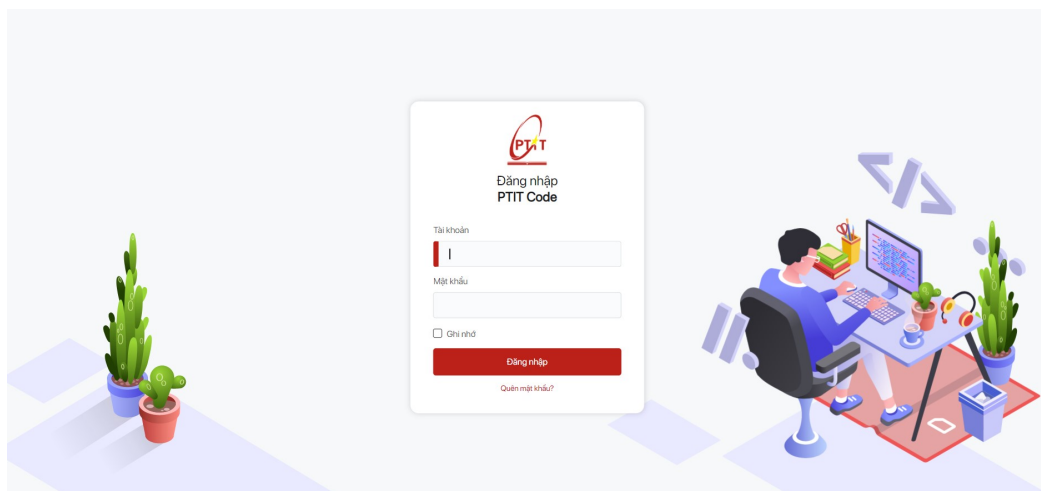 PTIT
Đăng nhập
PTIT Code
Tài khoản
Mật khẩu
Ghi nhớ
Đăng nhập
Quên mật khẩu?